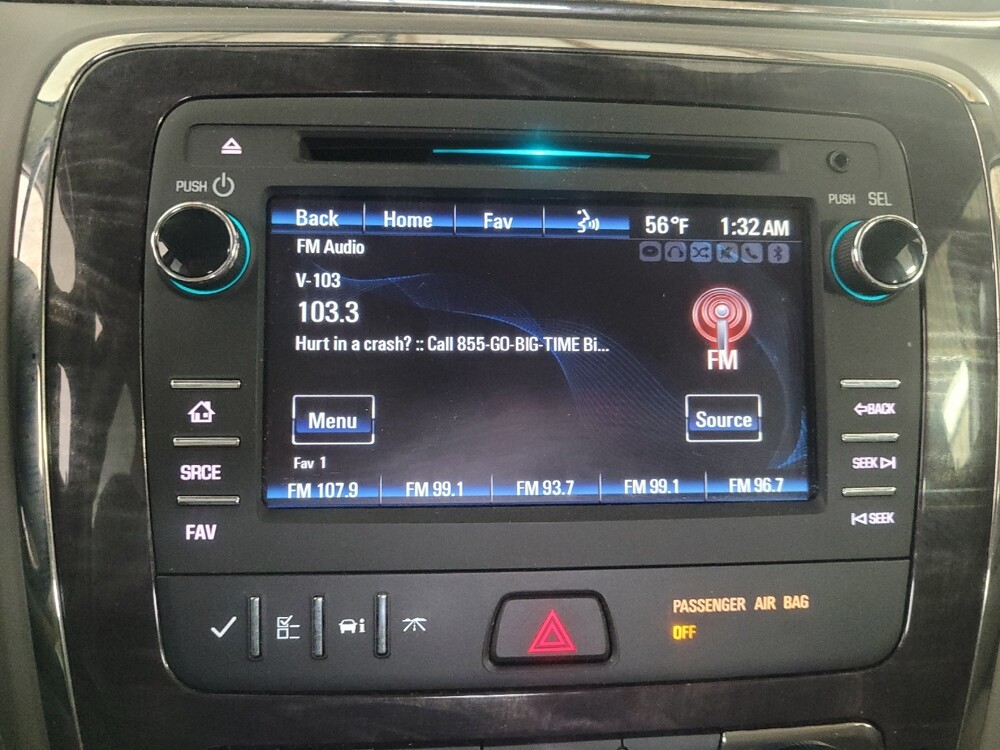 PUSH
PUSH SEL
Back Home Fav 56°F 1:32 AM
FM Audio
V-103
103.3
Hurt in a crash? :: Call 855-GO-BIG-TIME Bi...
FM
Menu Source
Fav 1
FM 107.9 FM 99.1 FM 93.7 FM 99.1 FM 96.7
SRCE
FAV
BACK
SEEK
SEEK
PASSENGER AIR BAG
OFF